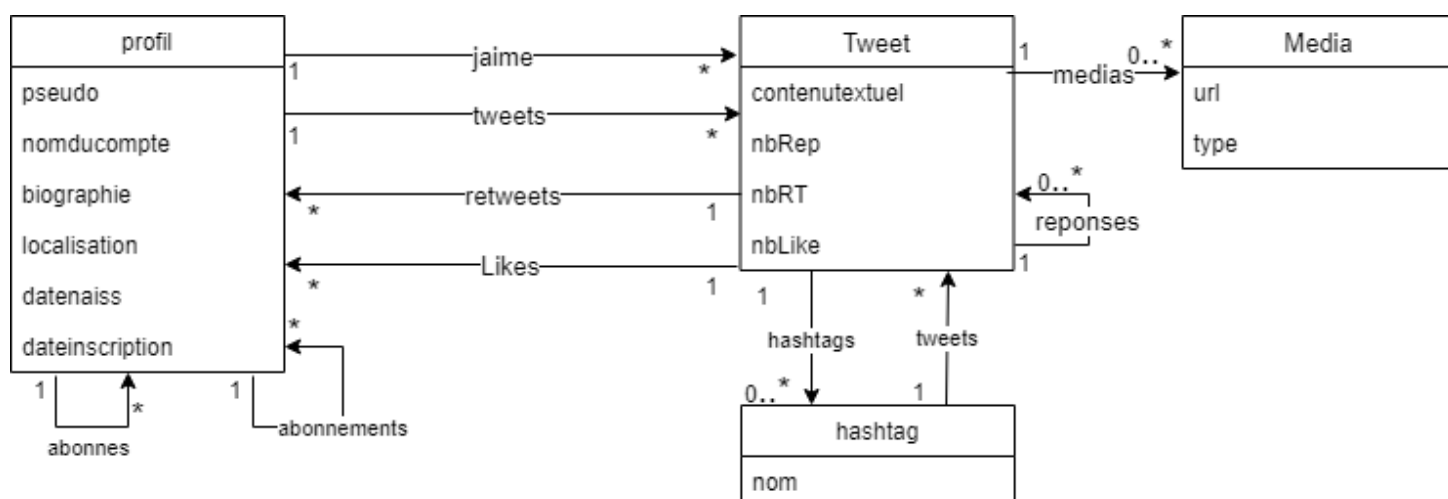 profil
pseudo
nomducompte
biographie
localisation
datenaiss
dateinscription
jaime
1
*
tweets
1
*
retweets
*
1
Likes
*
1
*
1
*
abonnes
1
abonnements
Tweet
contenutextuel
nbRep
nbRT
nbLike
1
0..*
medias
Media
url
type
0..*
reponses
1
1
hashtags
0..*
*
tweets
1
hashtag
nom